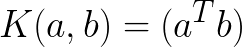 K(a, b) = (a^T b)